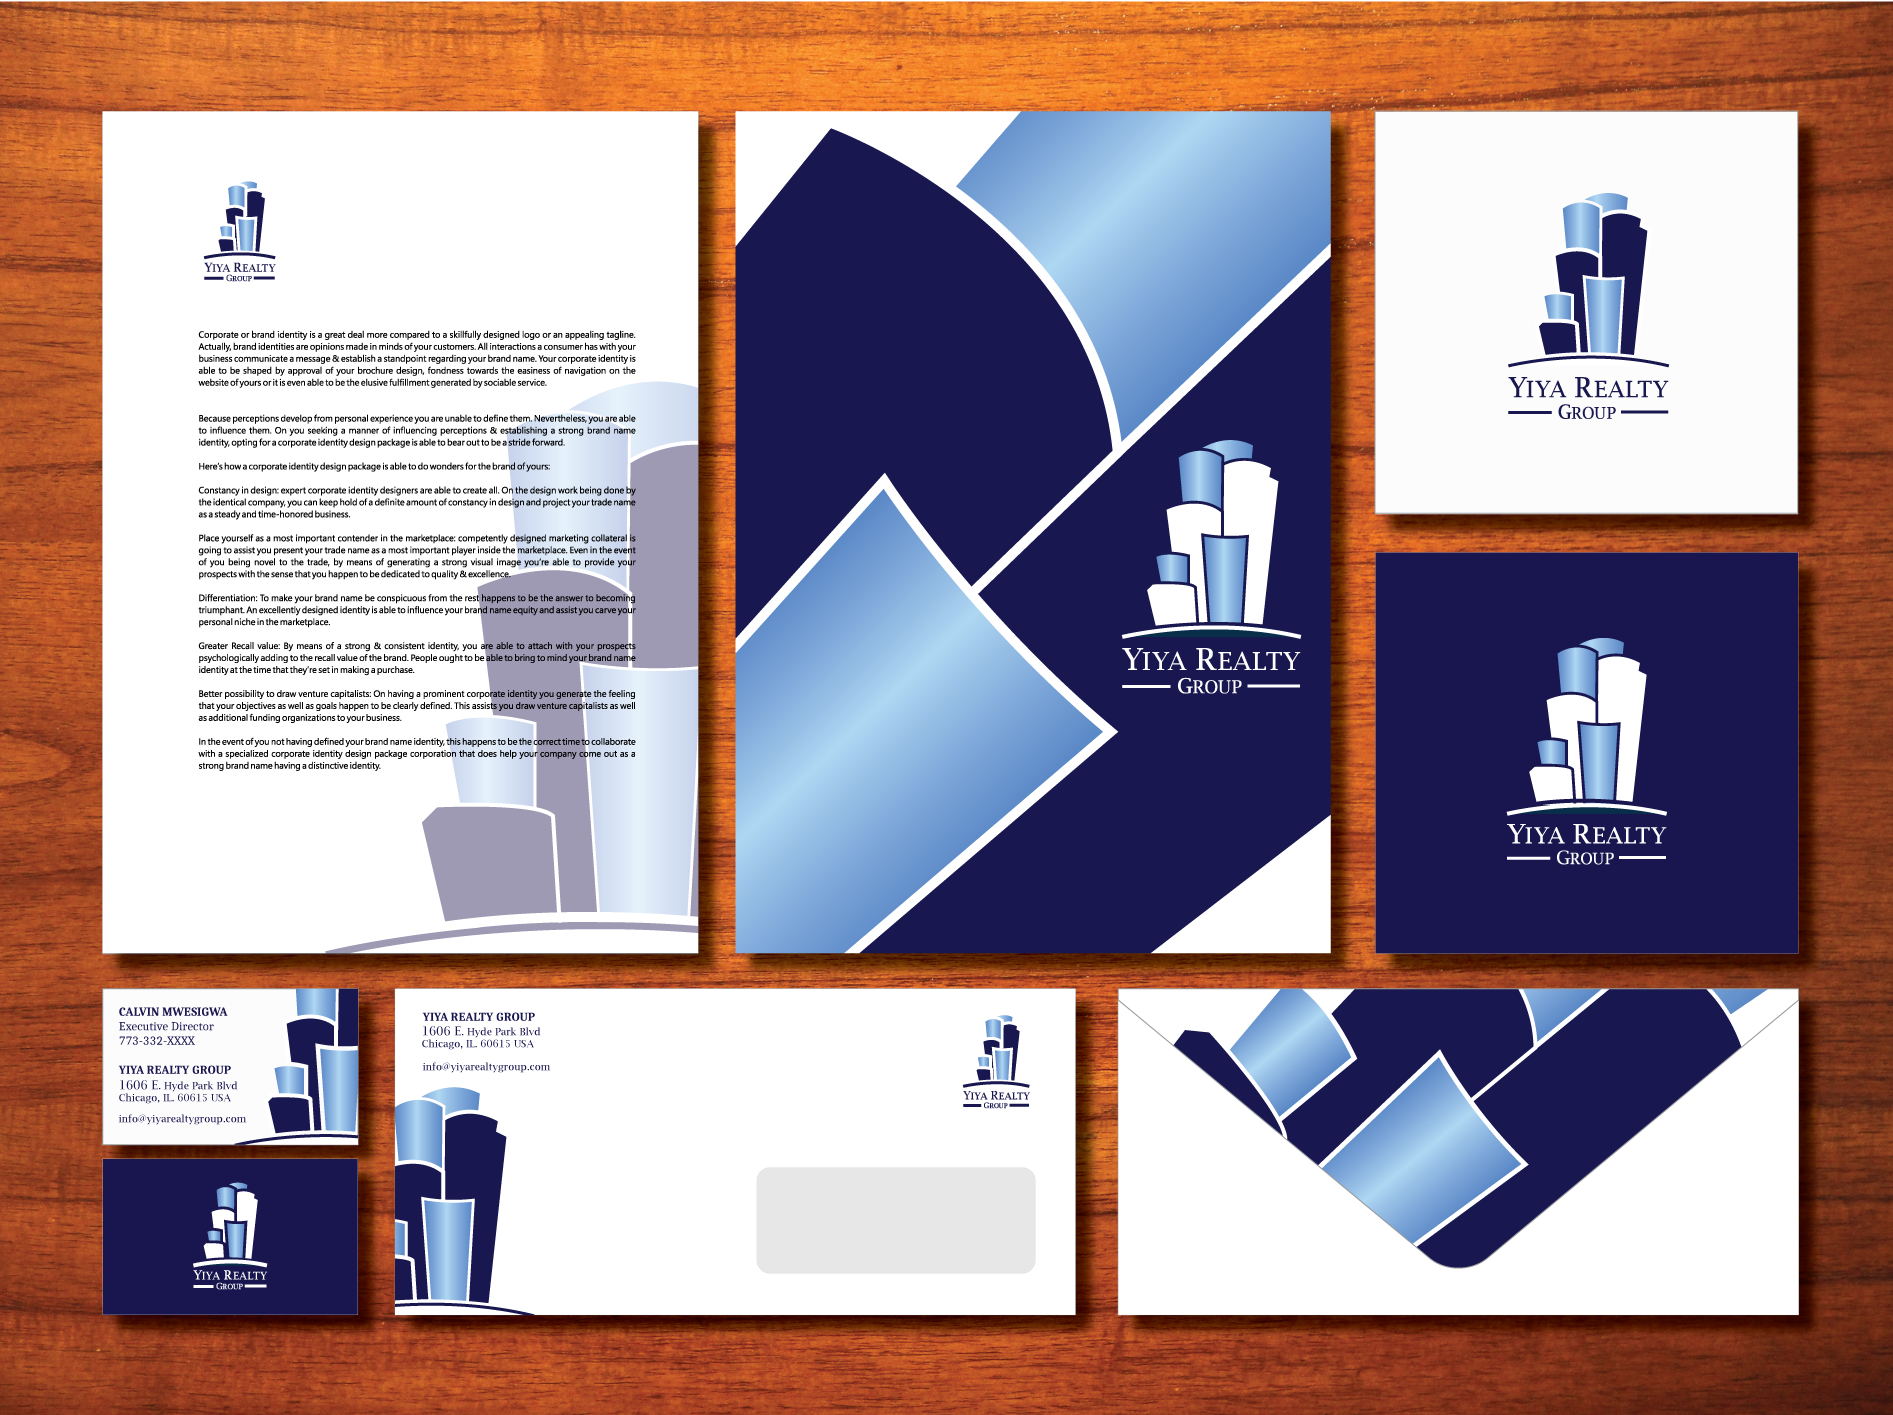 YIYA REALTY
GROUP
Corporate or brand identity is a great deal more compared to a skillfully designed logo or an appealing tagline.
Actually, brand identities are opinions made in minds of your customers. All interactions a consumer has with your
business communicate a message & establish a standpoint regarding your brand name. Your corporate identity is
able to be shaped by approval of your brochure design, fondness towards the easiness of navigation on the
website of yours or it is even able to be the elusive fulfillment generated by sociable service.
Because perceptions develop from personal experience you are unable to define them. Nevertheless, you are able
to influence them. On you seeking a manner of influencing perceptions & establishing a strong brand name
identity, opting for a corporate identity design package is able to bear out to be a stride forward.
Here's how a corporate identity design package is able to do wonders for the brand of yours:
Constancy in design: expert corporate identity designers are able to create all. On the design work being done by
the identical company, you can keep hold of a definite amount of constancy in design and project your trade name
as a steady and time-honored business.
Place yourself as a most important contender in the marketplace: competently designed marketing collateral is
going to assist you present your trade name as a most important player inside the marketplace. Even in the event
of you being novel to the trade, by means of generating a strong visual image you're able to provide your
prospects with the sense that you happen to be dedicated to quality & excellence.
Differentiation: To make your brand name be conspicuous from the rest happens to be the answer to becoming
triumphant. An excellently designed identity is able to influence your brand name equity and assist you carve your
personal niche in the marketplace.
Greater Recall value: By means of a strong & consistent identity, you are able to attach with your prospects
psychologically adding to the recall value of the brand. People ought to be able to bring to mind your brand name
identity at the time that they're set in making a purchase.
Better possibility to draw venture capitalists: On having a prominent corporate identity you generate the feeling
that your objectives as well as goals happen to be clearly defined. This assists you draw venture capitalists as well
as additional funding organizations to your business.
In the event of you not having defined your brand name identity, this happens to be the correct time to collaborate
with a specialized corporate identity design package corporation that does help your company come out as a
strong brand name having a distinctive identity.
YIYA REALTY
GROUP
YIYA REALTY
GROUP
YIYA REALTY
GROUP
CALVIN MWESIGWA
Executive Director
773-332-XXXX
YIYA REALTY GROUP
1606 E. Hyde Park Blvd
Chicago, IL. 60615 USA
info@yiyarealtygroup.com
YIYA REALTY
GROUP
YIYA REALTY GROUP
1606 E. Hyde Park Blvd
Chicago, IL. 60615 USA
info@yiyarealtygroup.com
YIYA REALTY
GROUP